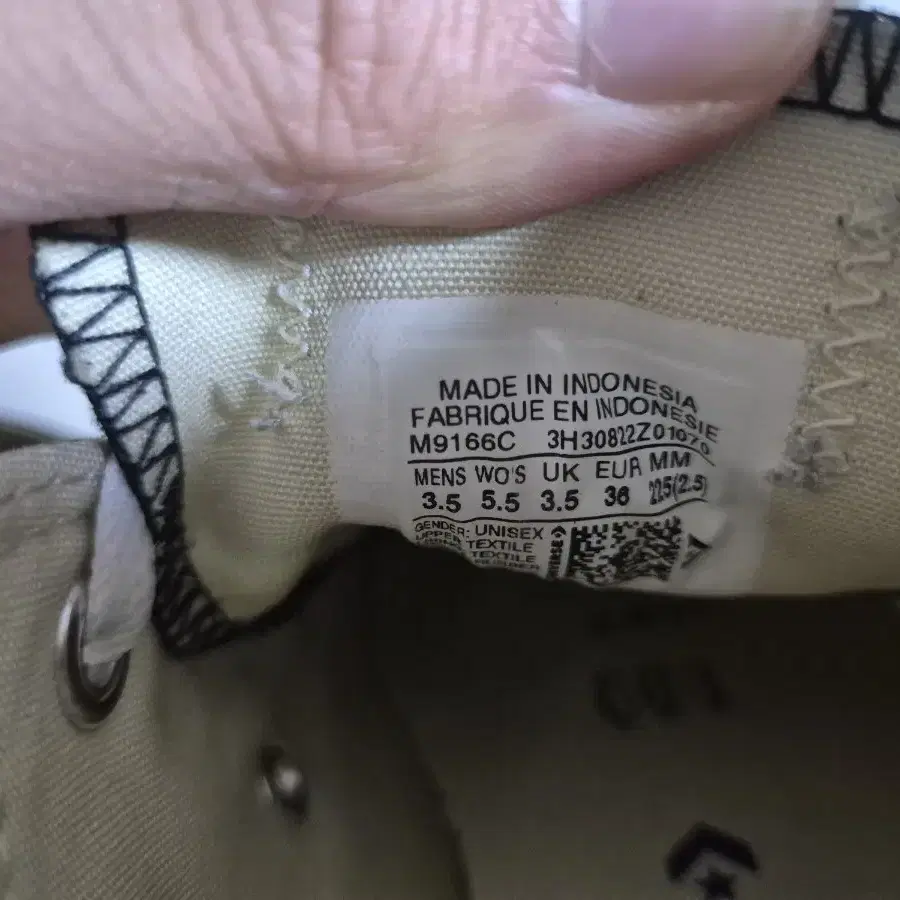 MADE IN INDONESIA
FABRIQUE EN INDONESIE
M9166C 3H30822Z01070
MENS WO'S UK EUR MM
3.5 5.5 3.5 36 225(2.5)
GENDER: UNISEX
UPPER TEXTILE
TEXTILE